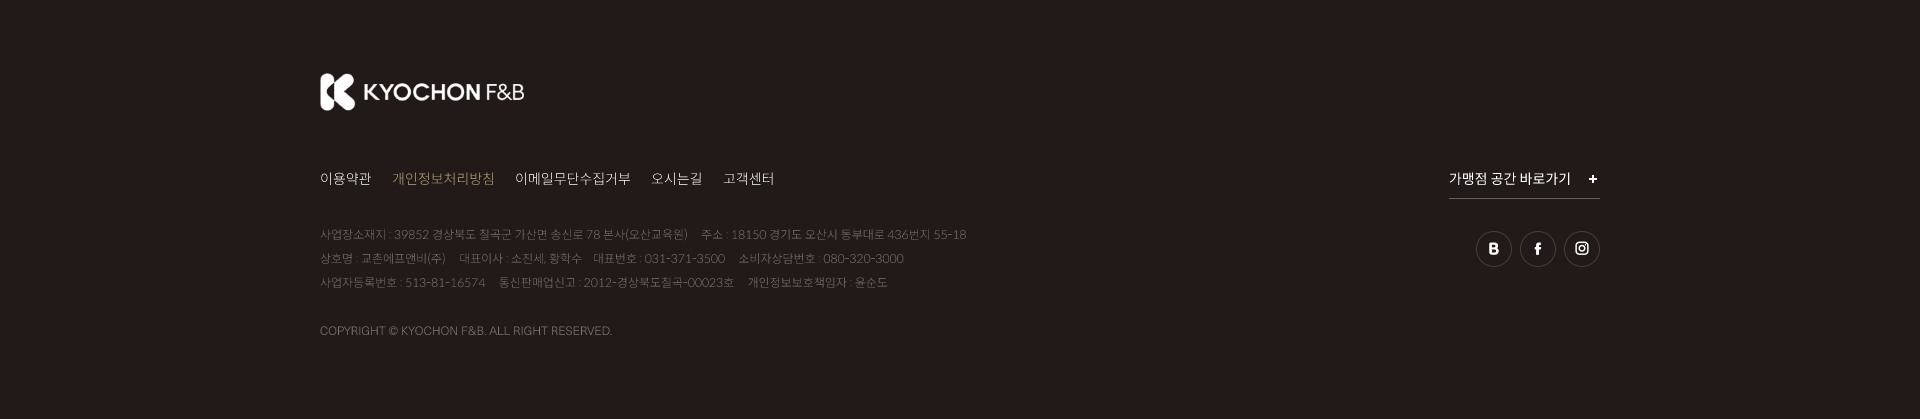 KYOCHON F&B
이용약관 개인정보처리방침 이메일무단수집거부 오시는길 고객센터
가맹점 공간 바로가기 +
사업장소재지 : 39852 경상북도 칠곡군 가산면 송신로 78 본사(오산교육원) 주소 : 18150 경기도 오산시 동부대로 436번지 55-18
상호명 : 교촌에프앤비(주) 대표이사 : 소진세, 황학수 대표번호 : 031-371-3500 소비자상담번호 : 080-320-3000
사업자등록번호 : 513-81-16574 통신판매업신고 : 2012-경상북도칠곡-00023호 개인정보보호책임자 : 윤순도
COPYRIGHT © KYOCHON F&B. ALL RIGHT RESERVED.